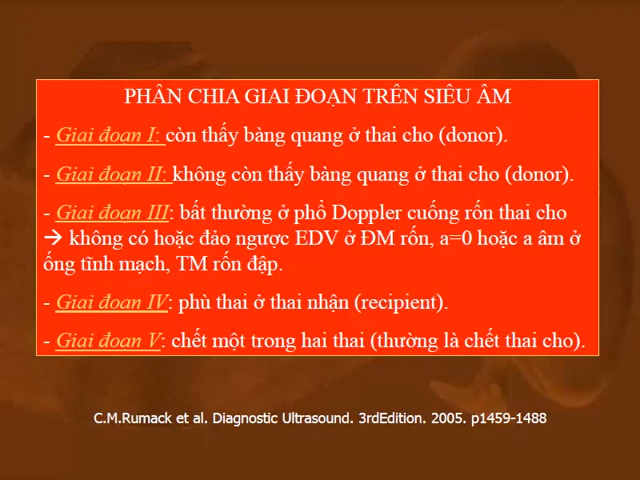 PHÂN CHIA GIAI ĐOẠN TRÊN SIÊU ÂM
- Giai đoạn I: còn thấy bàng quang ở thai cho (donor).
- Giai đoạn II: không còn thấy bàng quang ở thai cho (donor).
- Giai đoạn III: bất thường ở phổ Doppler cuống rốn thai cho
→ không có hoặc đảo ngược EDV ở ĐM rốn, a=0 hoặc a âm ở
ống tĩnh mạch, TM rốn đập.
- Giai đoạn IV: phù thai ở thai nhận (recipient).
- Giai đoạn V: chết một trong hai thai (thường là chết thai cho).
C.M.Rumack et al. Diagnostic Ultrasound. 3rdEdition. 2005. p1459-1488